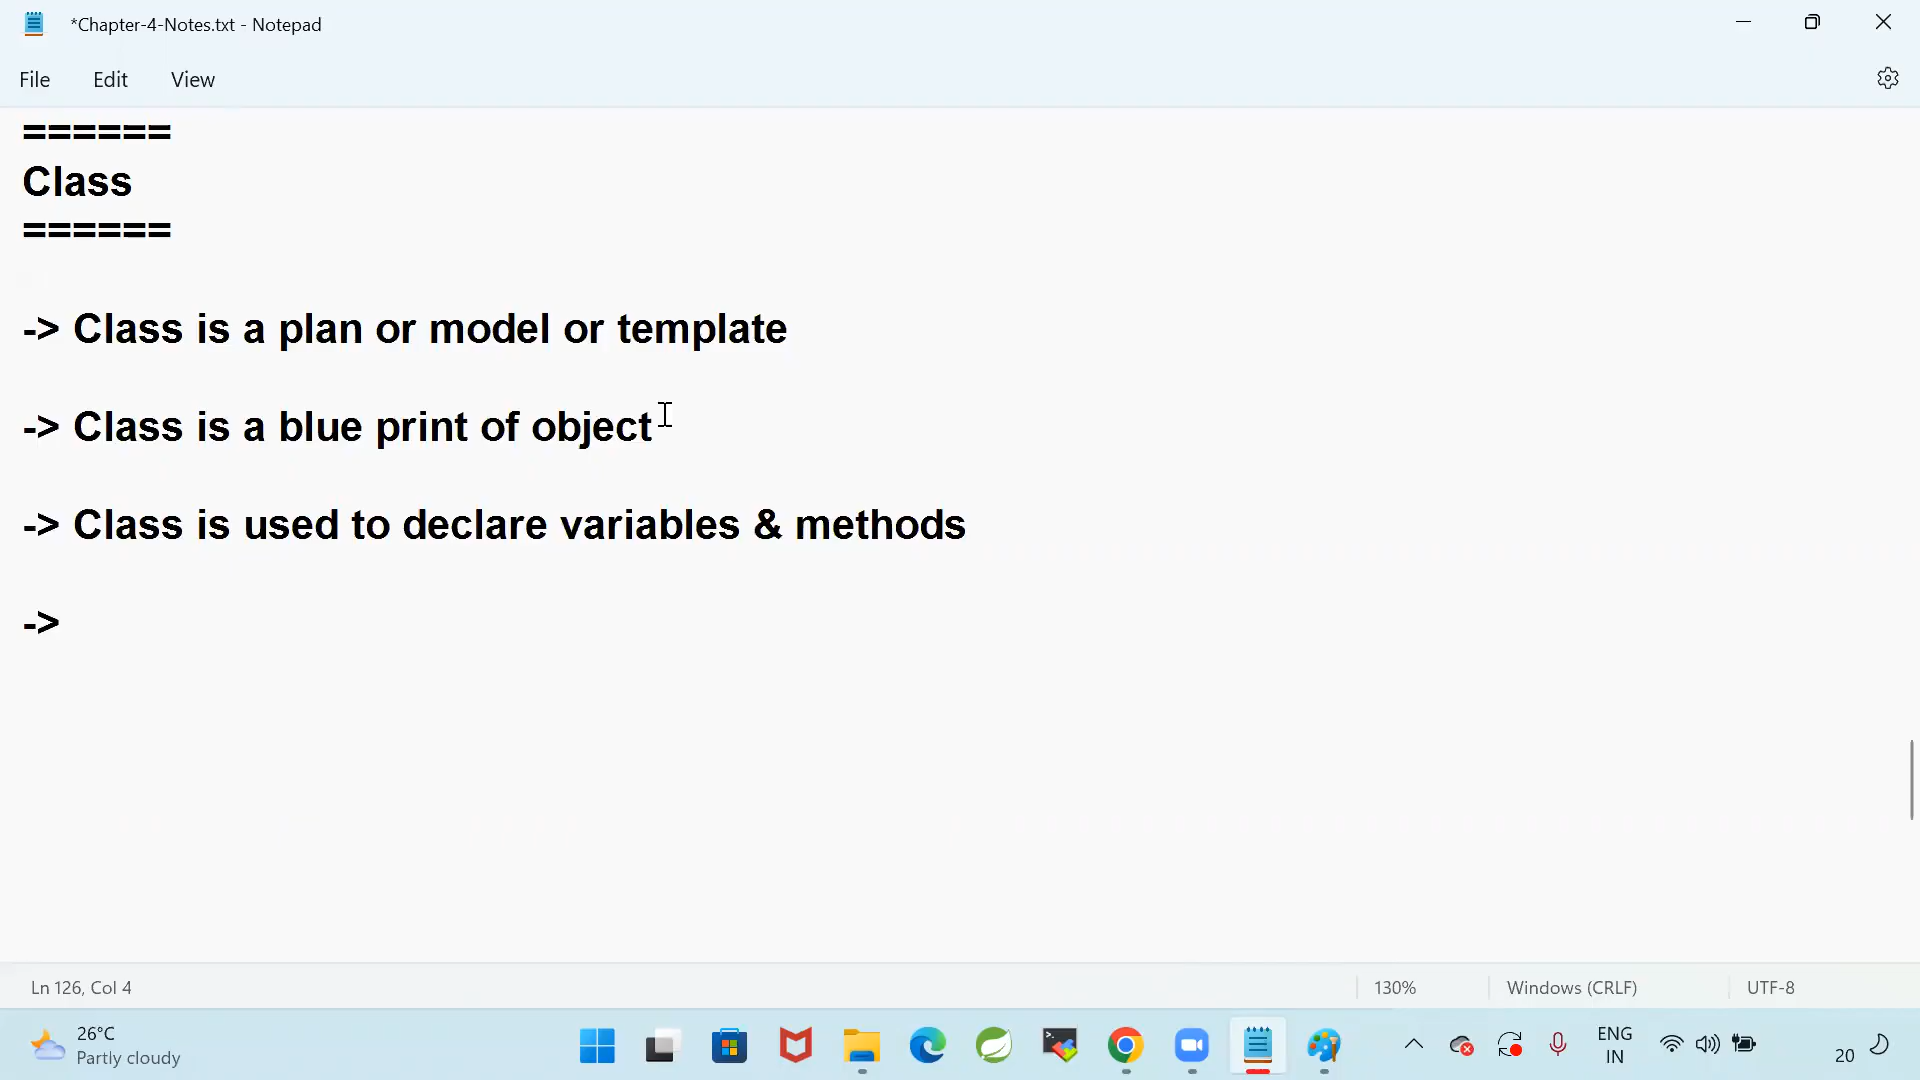 *Chapter-4-Notes.txt - Notepad
File Edit View
======
Class
======
-> Class is a plan or model or template
-> Class is a blue print of object
-> Class is used to declare variables & methods
->
Ln 126, Col 4 130% Windows (CRLF) UTF-8
26°C
Partly cloudy
ENG
IN
20